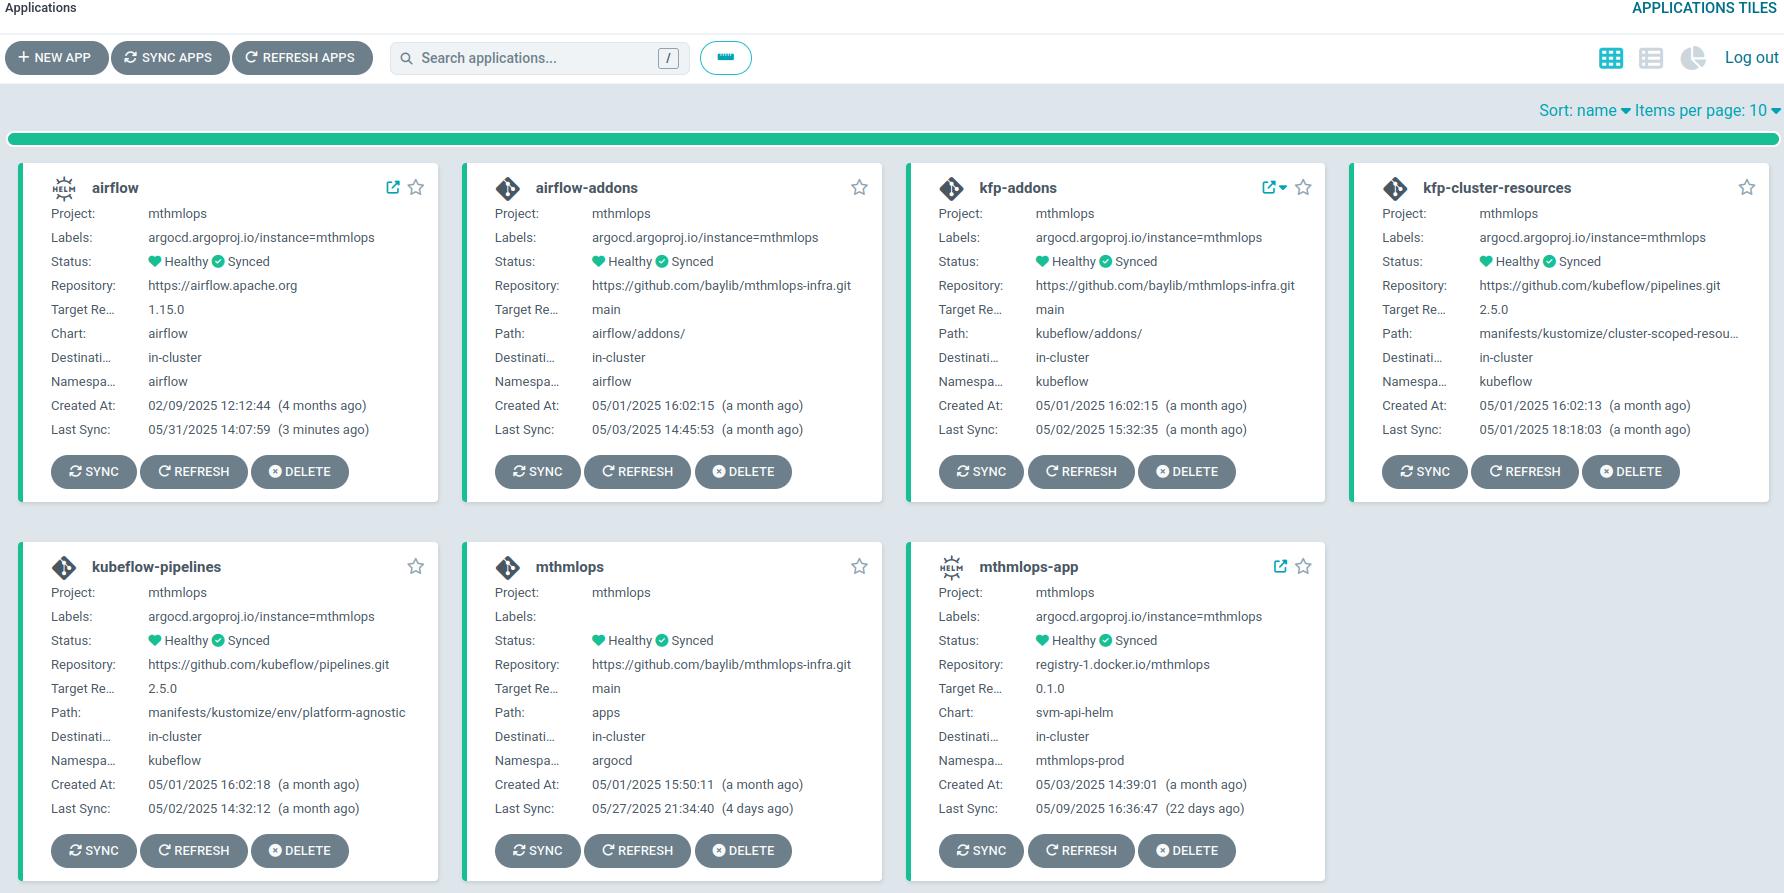 Applications
APPLICATIONS TILES
NEW APP SYNC APPS REFRESH APPS Search applications... / Log out
Sort: name Items per page: 10
HELM airflow
Project: mthmlops
Labels: argocd.argoproj.io/instance=mthmlops
Status: Healthy Synced
Repository: https://airflow.apache.org
Target Re... 1.15.0
Chart: airflow
Destinati... in-cluster
Namespa... airflow
Created At: 02/09/2025 12:12:44 (4 months ago)
Last Sync: 05/31/2025 14:07:59 (3 minutes ago)
SYNC REFRESH DELETE
airflow-addons
Project: mthmlops
Labels: argocd.argoproj.io/instance=mthmlops
Status: Healthy Synced
Repository: https://github.com/baylib/mthmlops-infra.git
Target Re... main
Path: airflow/addons/
Destinati... in-cluster
Namespa... airflow
Created At: 05/01/2025 16:02:15 (a month ago)
Last Sync: 05/03/2025 14:45:53 (a month ago)
SYNC REFRESH DELETE
kfp-addons
Project: mthmlops
Labels: argocd.argoproj.io/instance=mthmlops
Status: Healthy Synced
Repository: https://github.com/baylib/mthmlops-infra.git
Target Re... main
Path: kubeflow/addons/
Destinati... in-cluster
Namespa... kubeflow
Created At: 05/01/2025 16:02:15 (a month ago)
Last Sync: 05/02/2025 15:32:35 (a month ago)
SYNC REFRESH DELETE
kfp-cluster-resources
Project: mthmlops
Labels: argocd.argoproj.io/instance=mthmlops
Status: Healthy Synced
Repository: https://github.com/kubeflow/pipelines.git
Target Re... 2.5.0
Path: manifests/kustomize/cluster-scoped-resou...
Destinati... in-cluster
Namespa... kubeflow
Created At: 05/01/2025 16:02:13 (a month ago)
Last Sync: 05/01/2025 18:18:03 (a month ago)
SYNC REFRESH DELETE
kubeflow-pipelines
Project: mthmlops
Labels: argocd.argoproj.io/instance=mthmlops
Status: Healthy Synced
Repository: https://github.com/kubeflow/pipelines.git
Target Re... 2.5.0
Path: manifests/kustomize/env/platform-agnostic
Destinati... in-cluster
Namespa... kubeflow
Created At: 05/01/2025 16:02:18 (a month ago)
Last Sync: 05/02/2025 14:32:12 (a month ago)
SYNC REFRESH DELETE
mthmlops
Project: mthmlops
Labels:
Status: Healthy Synced
Repository: https://github.com/baylib/mthmlops-infra.git
Target Re... main
Path: apps
Destinati... in-cluster
Namespa... argocd
Created At: 05/01/2025 15:50:11 (a month ago)
Last Sync: 05/27/2025 21:34:40 (4 days ago)
SYNC REFRESH DELETE
HELM mthmlops-app
Project: mthmlops
Labels: argocd.argoproj.io/instance=mthmlops
Status: Healthy Synced
Repository: registry-1.docker.io/mthmlops
Target Re... 0.1.0
Chart: svm-api-helm
Destinati... in-cluster
Namespa... mthmlops-prod
Created At: 05/03/2025 14:39:01 (a month ago)
Last Sync: 05/09/2025 16:36:47 (22 days ago)
SYNC REFRESH DELETE